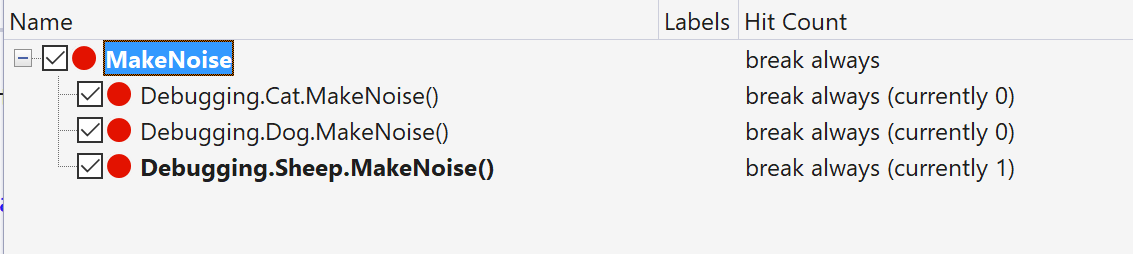 Name Labels Hit Count
MakeNoise break always
Debugging.Cat.MakeNoise() break always (currently 0)
Debugging.Dog.MakeNoise() break always (currently 0)
Debugging.Sheep.MakeNoise() break always (currently 1)